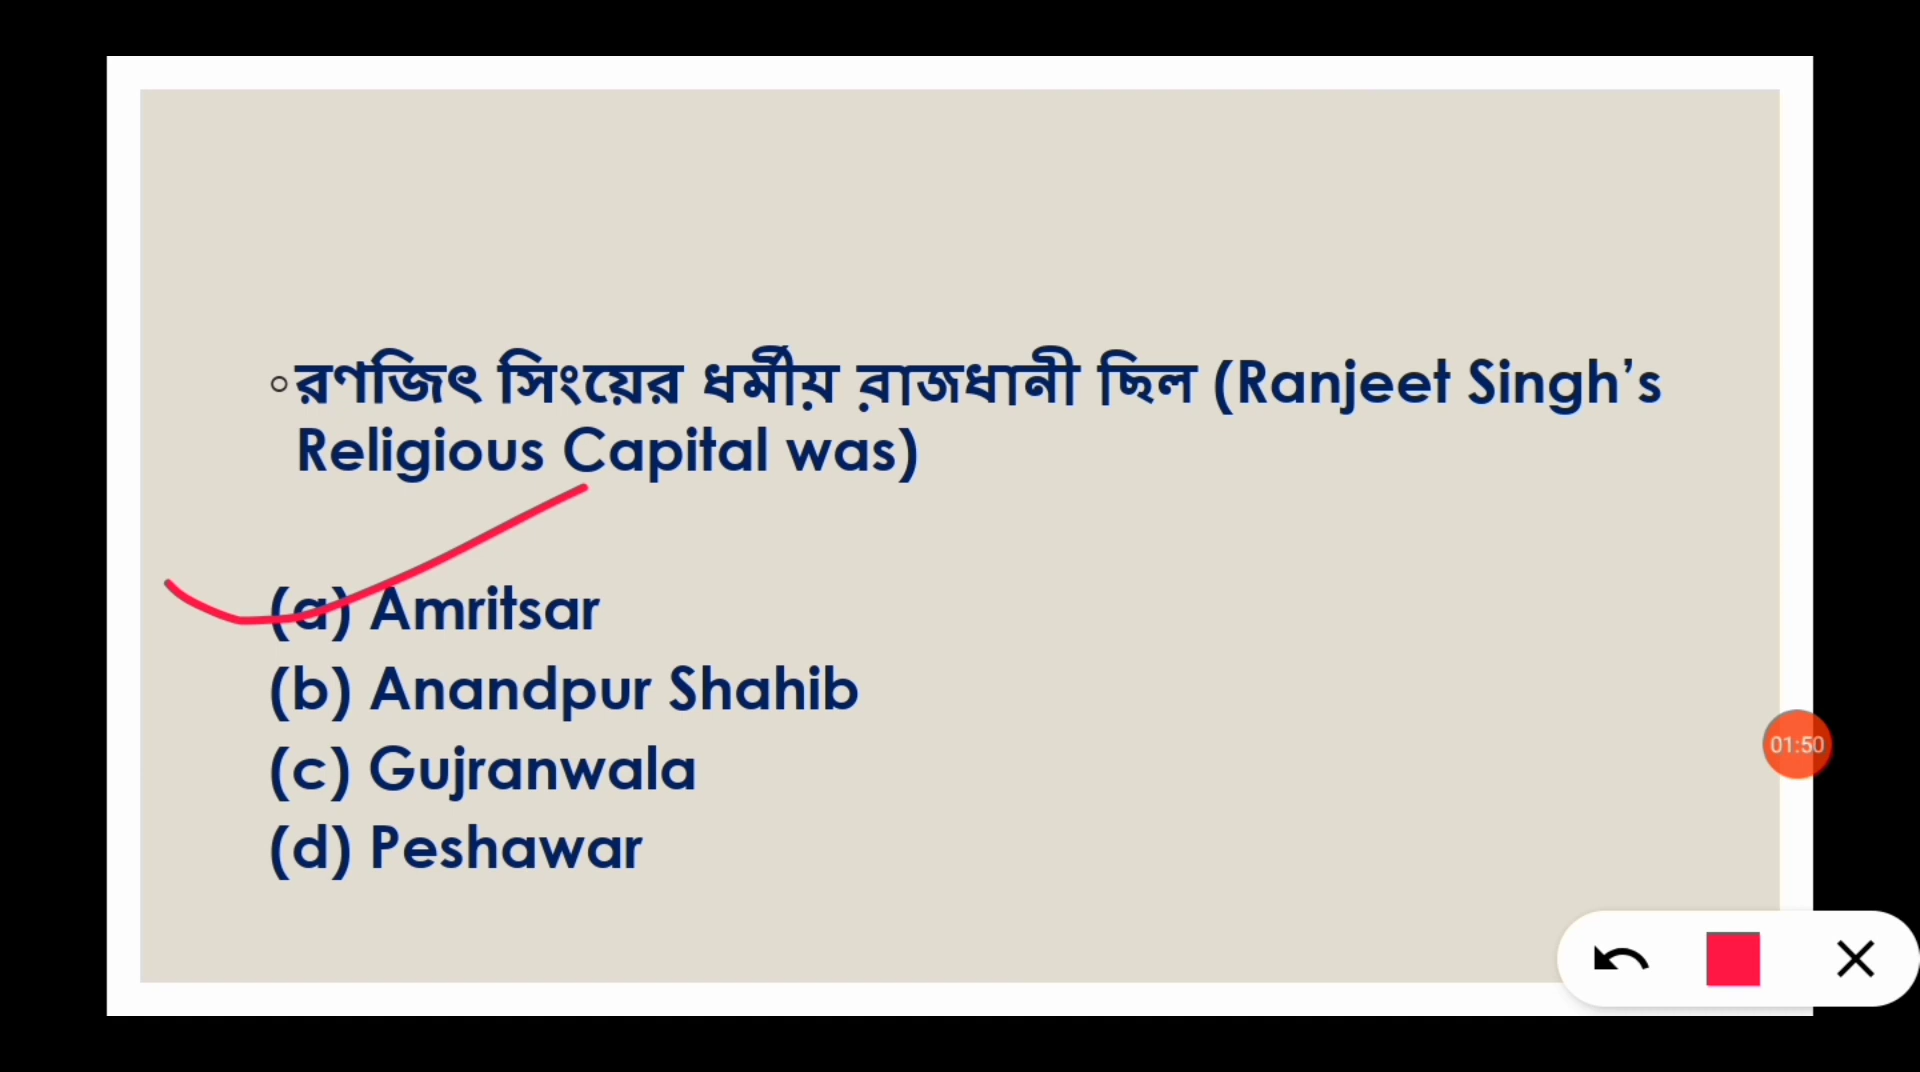 ◦রণজিৎ সিংয়ের ধর্মীয় রাজধানী ছিল (Ranjeet Singh’s
Religious Capital was)
(a) Amritsar
(b) Anandpur Shahib
(c) Gujranwala
(d) Peshawar
01:50